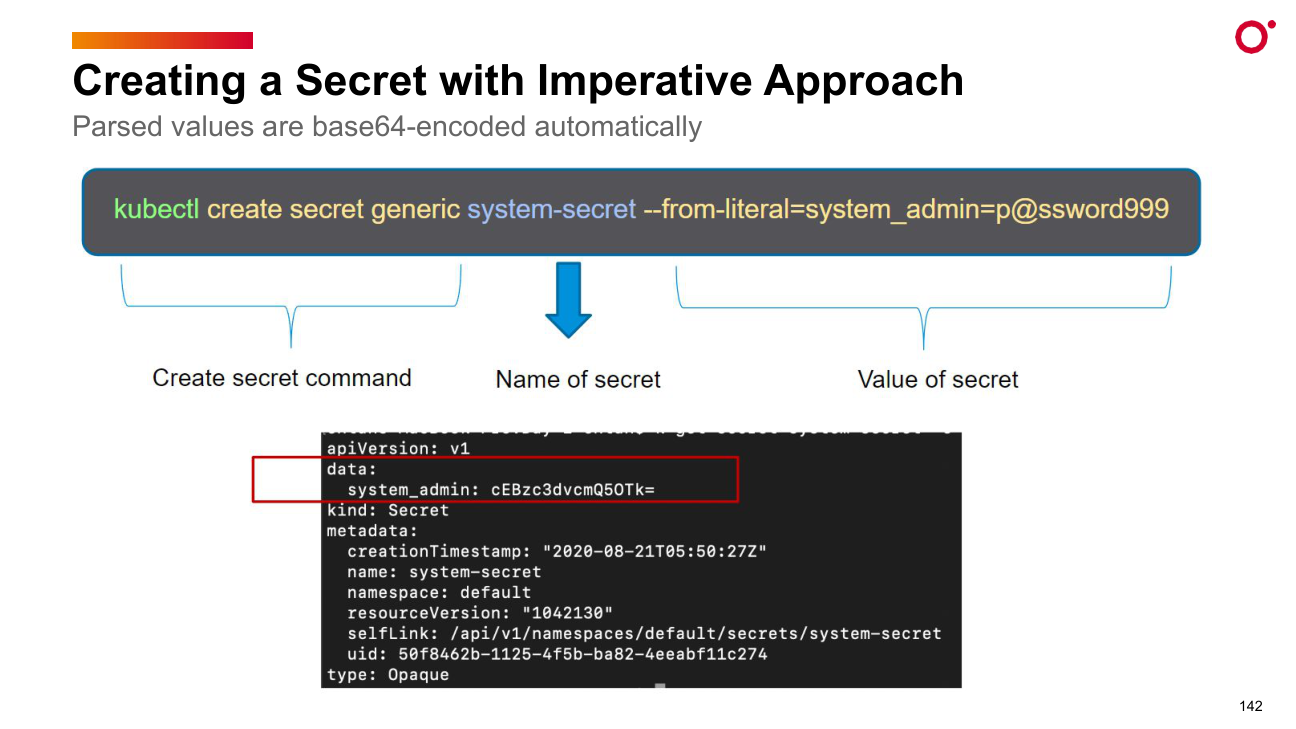 Creating a Secret with Imperative Approach
Parsed values are base64-encoded automatically
kubectl create secret generic system-secret --from-literal=system_admin=p@ssword999
Create secret command
Name of secret
Value of secret
apiVersion: v1
data:
  system_admin: cEBzc3dvcmQ5OTk=
kind: Secret
metadata:
  creationTimestamp: "2020-08-21T05:50:27Z"
  name: system-secret
  namespace: default
  resourceVersion: "1042130"
  selfLink: /api/v1/namespaces/default/secrets/system-secret
  uid: 50f8462b-1125-4f5b-ba82-4eeabf11c274
type: Opaque
142